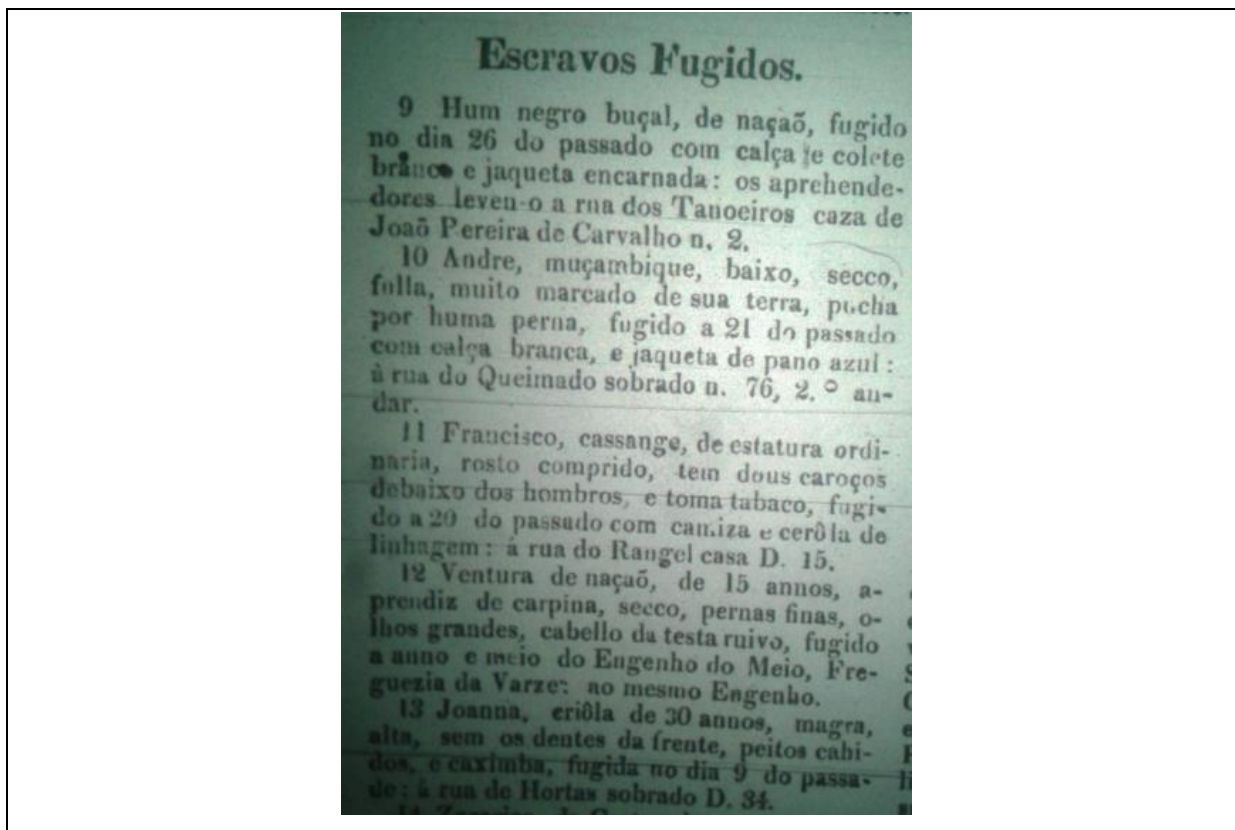 Escravos Fugidos.
9 Hum negro buçal, de naçaõ, fugido
no dia 26 do passado com calça e colete
branco e jaqueta encarnada: os aprehende-
dores leven-o a rua dos Tanoeiros caza de
Joaõ Pereira de Carvalho n. 2.
10 Andre, muçambique, baixo, secco,
fulla, muito marcado de sua terra, pucha
por huma perna, fugido a 21 do passado
com calça branca, e jaqueta de pano azul:
à rua do Queimado sobrado n. 76, 2.° an-
dar.
11 Francisco, cassange, de estatura ordi-
naria, rosto comprido, tem dous caroços
debaixo dos hombros, e toma tabaco, fugi-
do a 20 do passado com camiza e cerôla de
linhagem: á rua do Rangel casa D. 15.
12 Ventura de naçaõ, de 15 annos, a-
prendiz de carpina, secco, pernas finas, o-
lhos grandes, cabello da testa ruivo, fugido
a anno e meio do Engenho do Meio, Fre-
guezia da Varze: ao mesmo Engenho.
13 Joanna, criôla de 30 annos, magra,
alta, sem os dentes da frente, peitos cahi-
dos, e caximba, fugida no dia 9 do passa-
do: à rua de Hortas sobrado D. 34.